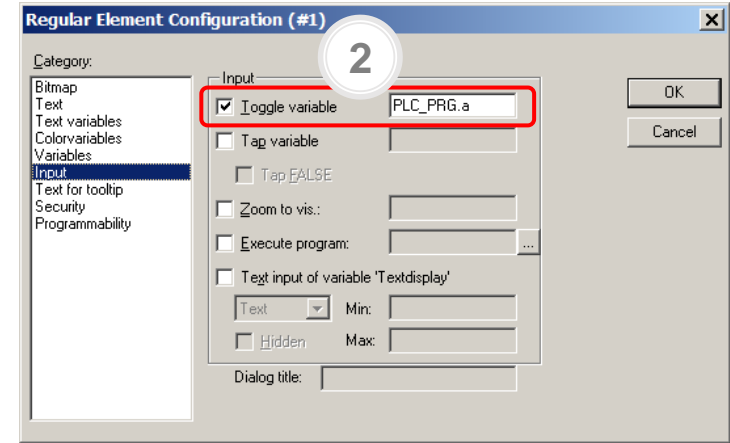 Regular Element Configuration (#1)
2
Category:
Bitmap
Text
Text variables
Colorvariables
Variables
Input
Text for tooltip
Security
Programmability
Input
Toggle variable PLC_PRG.a
Tap variable
Tap FALSE
Zoom to vis.:
Execute program: ...
Text input of variable 'Textdisplay'
Text Min:
Hidden Max:
Dialog title:
OK
Cancel